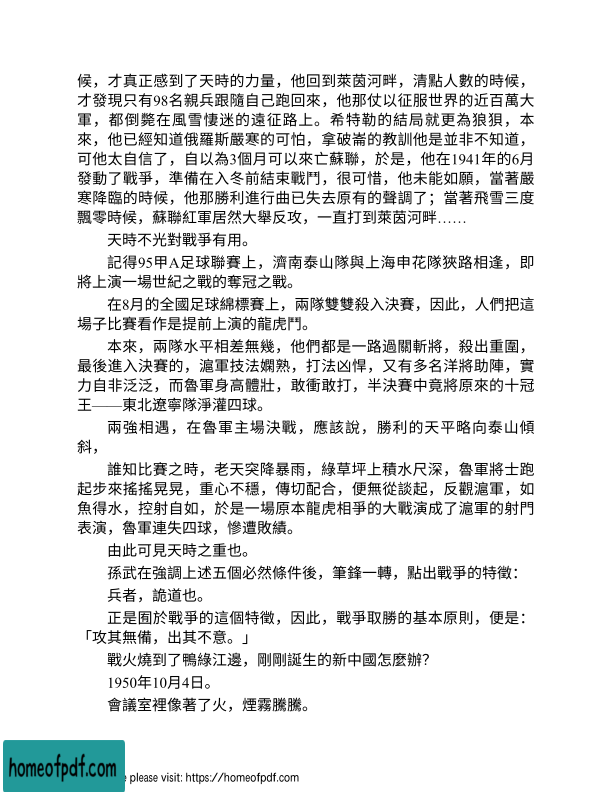 候，才真正感到了天時的力量，他回到萊茵河畔，清點人數的時候，
才發現只有98名親兵跟隨自己跑回來，他那仗以征服世界的近百萬大
軍，都倒斃在風雪悽迷的遠征路上。希特勒的結局就更為狼狽，本
來，他已經知道俄羅斯嚴寒的可怕，拿破崙的教訓他是並非不知道，
可他太自信了，自以為3個月可以來亡蘇聯，於是，他在1941年的6月
發動了戰爭，準備在入冬前結束戰鬥，很可惜，他未能如願，當著嚴
寒降臨的時候，他那勝利進行曲已失去原有的聲調了；當著飛雪三度
飄零時候，蘇聯紅軍居然大舉反攻，一直打到萊茵河畔……
天時不光對戰爭有用。
記得95甲A足球聯賽上，濟南泰山隊與上海申花隊狹路相逢，即
將上演一場世紀之戰的奪冠之戰。
在8月的全國足球綿標賽上，兩隊雙雙殺入決賽，因此，人們把這
場子比賽看作是提前上演的龍虎鬥。
本來，兩隊水平相差無幾，他們都是一路過關斬將，殺出重圍，
最後進入決賽的，滬軍技法嫻熟，打法凶悍，又有多名洋將助陣，實
力自非泛泛，而魯軍身高體壯，敢衝敢打，半決賽中竟將原來的十冠
王——東北遼寧隊淨灌四球。
兩強相遇，在魯軍主場決戰，應該說，勝利的天平略向泰山傾
斜，
誰知比賽之時，老天突降暴雨，綠草坪上積水尺深，魯軍將士跑
起步來搖搖晃晃，重心不穩，傳切配合，便無從談起，反觀滬軍，如
魚得水，控射自如，於是一場原本龍虎相爭的大戰演成了滬軍的射門
表演，魯軍連失四球，慘遭敗績。
由此可見天時之重也。
孫武在強調上述五個必然條件後，筆鋒一轉，點出戰爭的特徵：
兵者，詭道也。
正是囿於戰爭的這個特徵，因此，戰爭取勝的基本原則，便是：
「攻其無備，出其不意。」
戰火燒到了鴨綠江邊，剛剛誕生的新中國怎麼辦？
1950年10月4日。
會議室裡像著了火，煙霧騰騰。
homeofpdf.com
please visit: https://homeofpdf.com